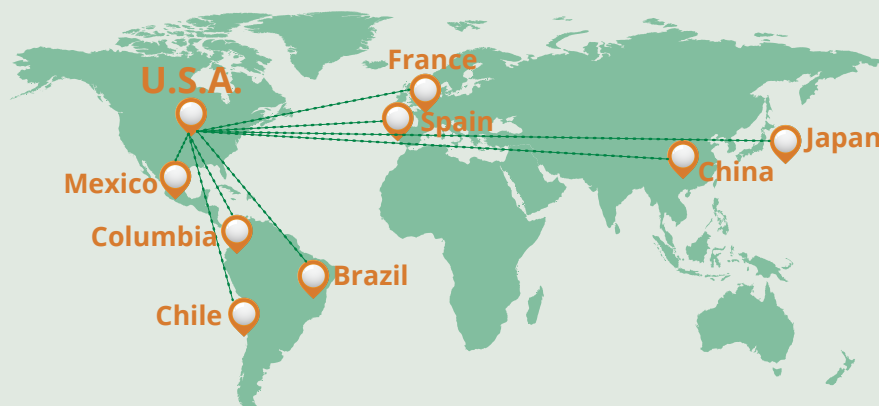 France
U.S.A.
Spain
Japan
China
Mexico
Columbia
Brazil
Chile